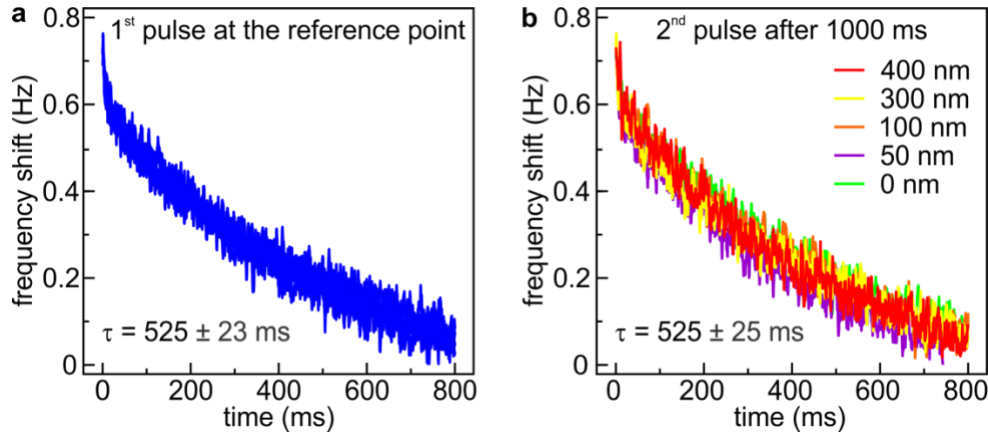 a
1st pulse at the reference point
frequency shift (Hz)
0.8
0.6
0.4
0.2
0
τ = 525 ± 23 ms
0
200
400
600
800
time (ms)
b
2nd pulse after 1000 ms
400 nm
300 nm
100 nm
50 nm
0 nm
frequency shift (Hz)
0.8
0.6
0.4
0.2
0
τ = 525 ± 25 ms
0
200
400
600
800
time (ms)